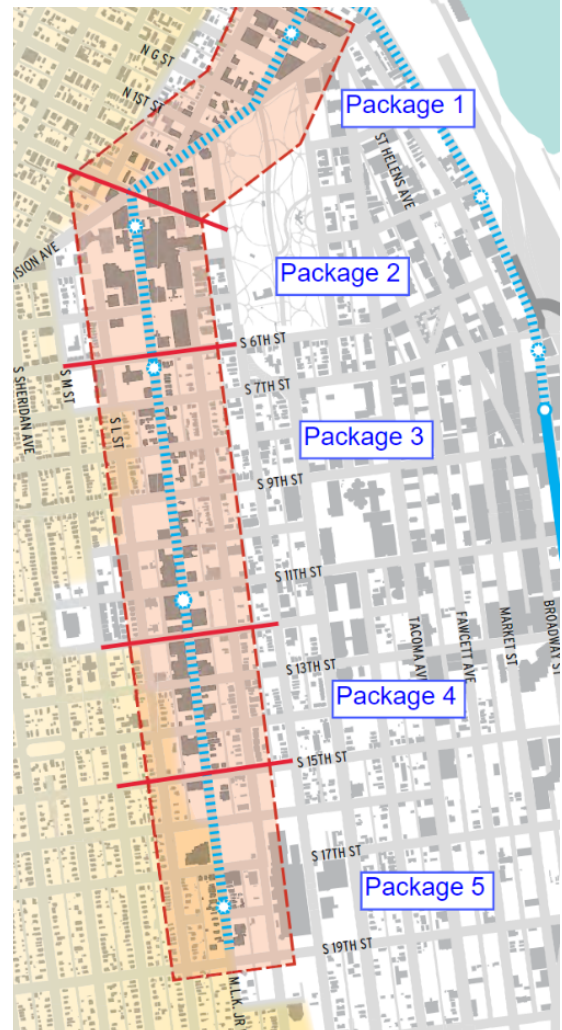 N G ST
N 1ST ST
Package 1
ST HELENS AVE
ISION AVE
Package 2
S 6TH ST
S SHERIDAN AVE
S M ST
S 7TH ST
S L ST
Package 3
S 9TH ST
S 11TH ST
TACOMA AV
FAWCETT AVE
MARKET ST
BROADWAY ST
S 13TH ST
Package 4
S 15TH ST
S 17TH ST
Package 5
S 19TH ST
M.L.K. JR